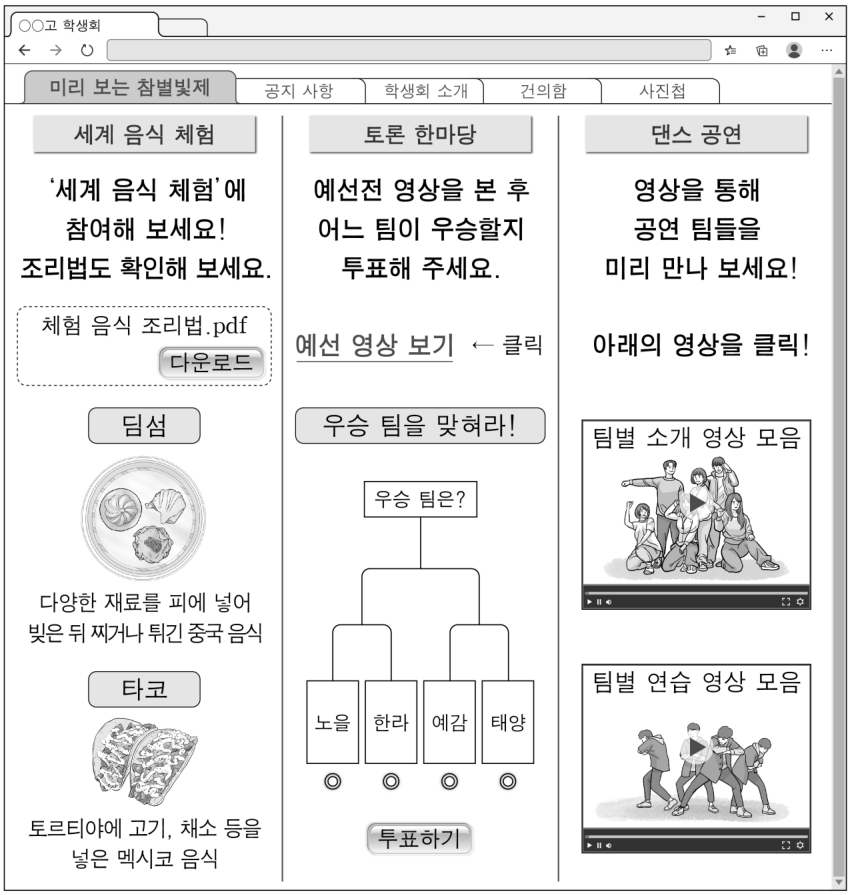 ○○고 학생회
미리 보는 참별빛제
공지 사항
학생회 소개
건의함
사진첩
세계 음식 체험
‘세계 음식 체험’에
참여해 보세요!
조리법도 확인해 보세요.
체험 음식 조리법.pdf
다운로드
딤섬
다양한 재료를 피에 넣어
빚은 뒤 찌거나 튀긴 중국 음식
타코
토르티야에 고기, 채소 등을
넣은 멕시코 음식
토론 한마당
예선전 영상을 본 후
어느 팀이 우승할지
투표해 주세요.
예선 영상 보기 ← 클릭
우승 팀을 맞혀라!
우승 팀은?
노을 한라 예감 태양
투표하기
댄스 공연
영상을 통해
공연 팀들을
미리 만나 보세요!
아래의 영상을 클릭!
팀별 소개 영상 모음
팀별 연습 영상 모음